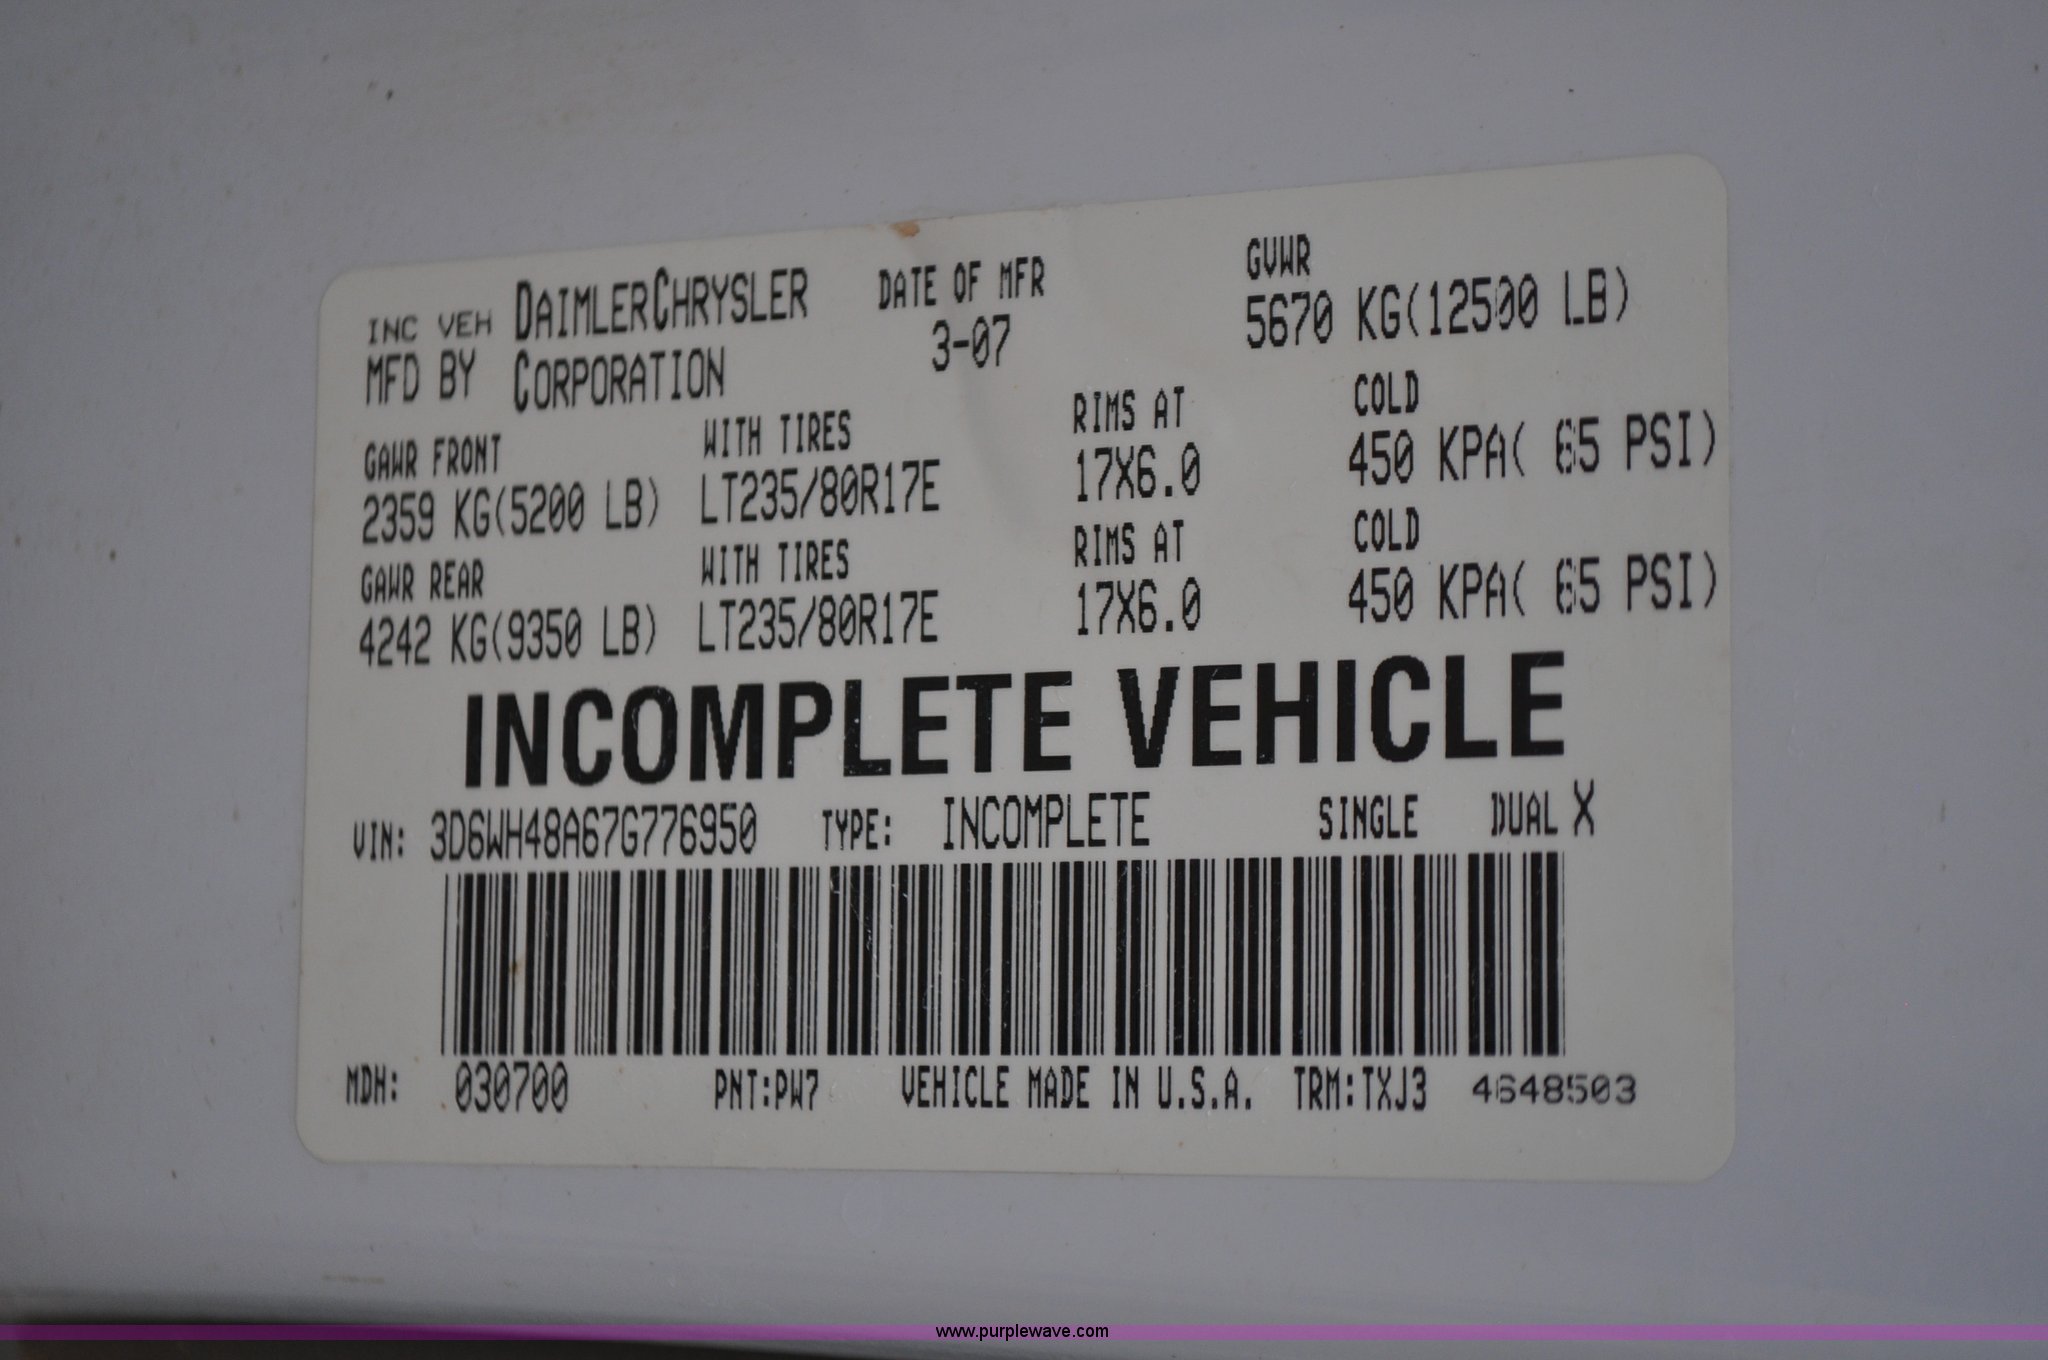 INC VEH DAIMLERCHRYSLER DATE OF MFR GVWR
MFD BY CORPORATION 3-07 5670 KG(12500 LB)
GAWR FRONT WITH TIRES RIMS AT COLD
2359 KG(5200 LB) LT235/80R17E 17X6.0 450 KPA( 65 PSI)
GAWR REAR WITH TIRES RIMS AT COLD
4242 KG(9350 LB) LT235/80R17E 17X6.0 450 KPA( 65 PSI)
INCOMPLETE VEHICLE
VIN: 3D6WH48A67G776950 TYPE: INCOMPLETE SINGLE DUAL X
MDH: 030700 PNT:PW7 VEHICLE MADE IN U.S.A. TRM:TXJ3 4648503
www.purplewave.com